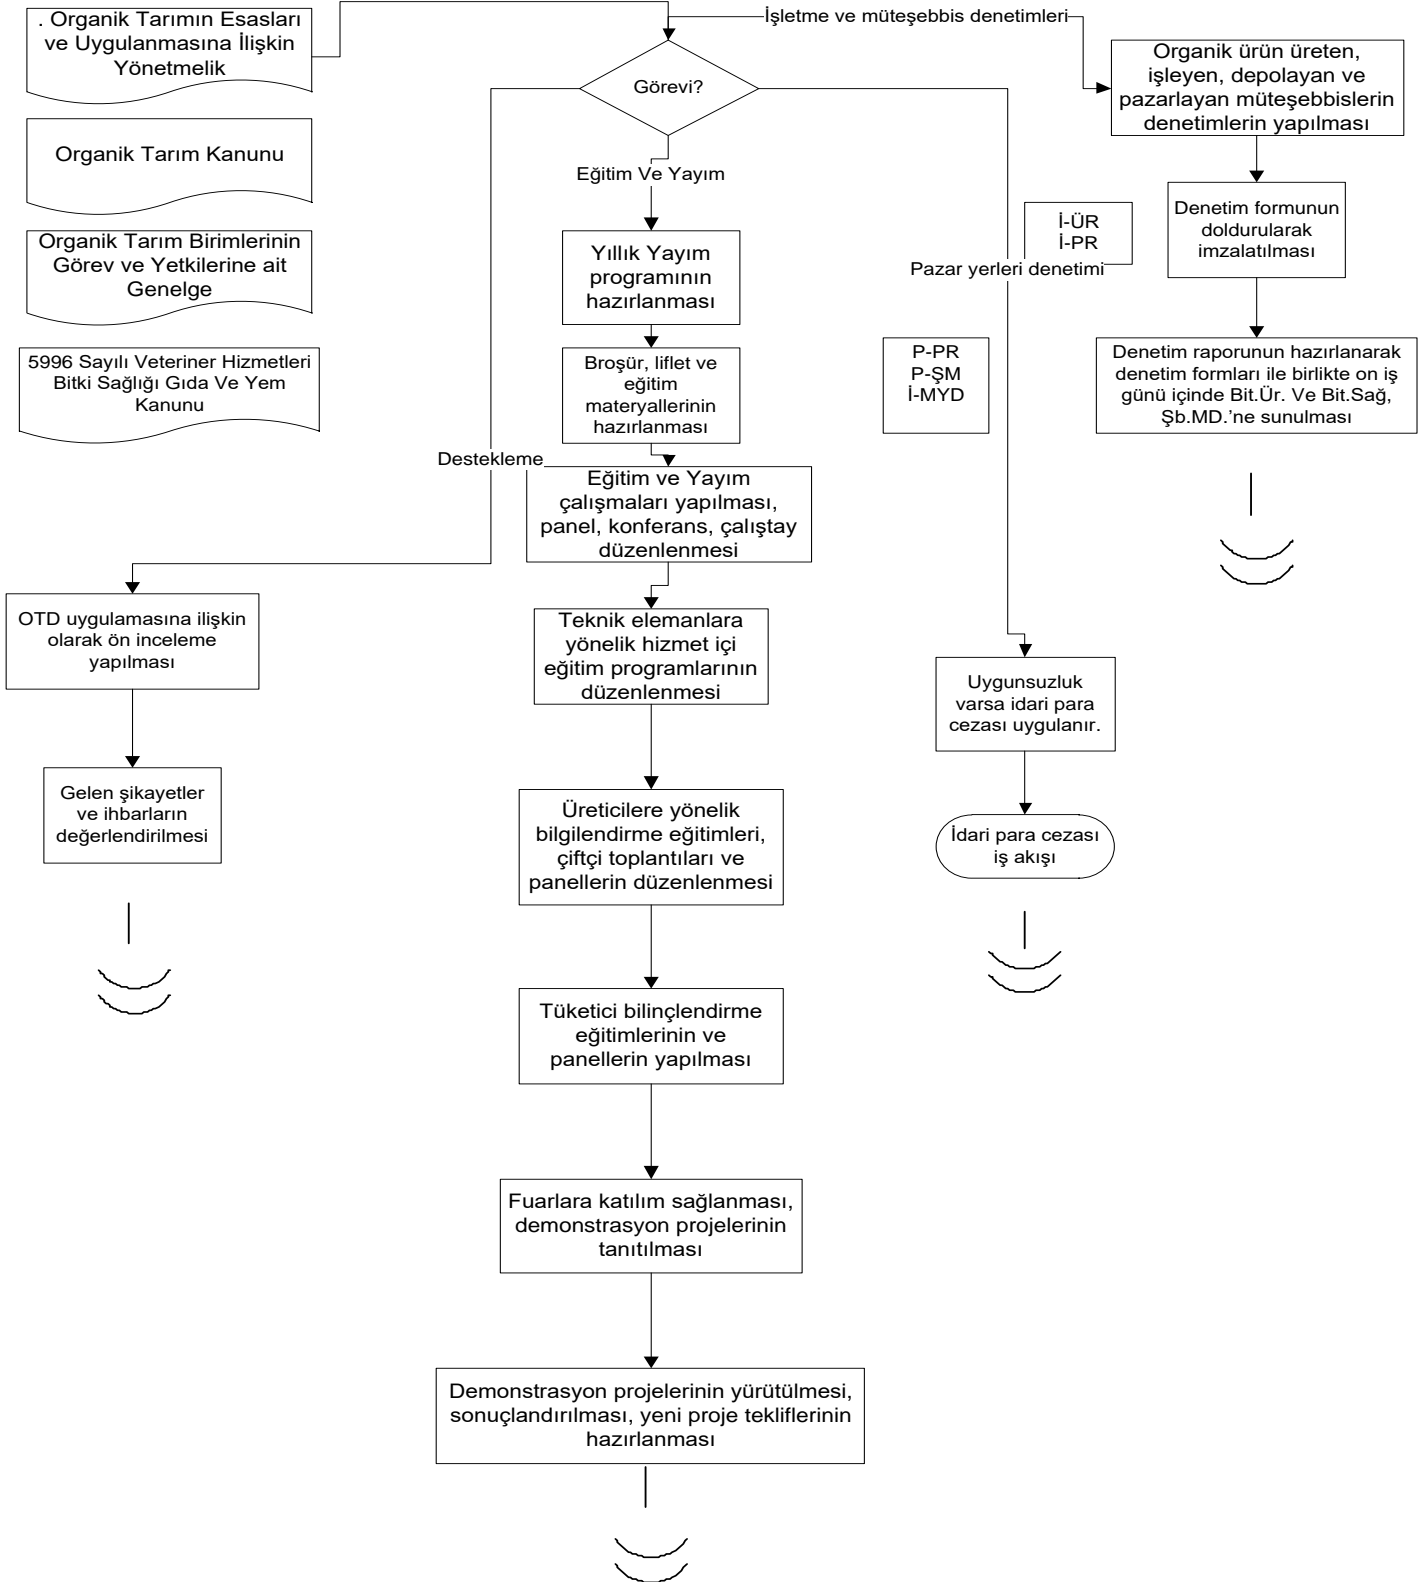 . Organik Tarımın Esasları
ve Uygulanmasına İlişkin
Yönetmelik
Organik Tarım Kanunu
Organik Tarım Birimlerinin
Görev ve Yetkilerine ait
Genelge
5996 Sayılı Veteriner Hizmetleri
Bitki Sağlığı Gıda Ve Yem
Kanunu
İşletme ve müteşebbis denetimleri
Görevi?
Organik ürün üreten,
işleyen, depolayan ve
pazarlayan müteşebbislerin
denetimlerin yapılması
Denetim formunun
doldurularak
imzalatılması
Denetim raporunun hazırlanarak
denetim formları ile birlikte on iş
günü içinde Bit.Ür. Ve Bit.Sağ,
Şb.MD.’ne sunulması
İ-ÜR
İ-PR
Pazar yerleri denetimi
P-PR
P-ŞM
İ-MYD
Uygunsuzluk
varsa idari para
cezası uygulanır.
İdari para cezası
iş akışı
Eğitim Ve Yayım
Yıllık Yayım
programının
hazırlanması
Broşür, liflet ve
eğitim
materyallerinin
hazırlanması
Eğitim ve Yayım
çalışmaları yapılması,
panel, konferans, çalıştay
düzenlenmesi
Teknik elemanlara
yönelik hizmet içi
eğitim programlarının
düzenlenmesi
Üreticilere yönelik
bilgilendirme eğitimleri,
çiftçi toplantıları ve
panellerin düzenlenmesi
Tüketici bilinçlendirme
eğitimlerinin ve
panellerin yapılması
Fuarlara katılım sağlanması,
demonstrasyon projelerinin
tanıtılması
Demonstrasyon projelerinin yürütülmesi,
sonuçlandırılması, yeni proje tekliflerinin
hazırlanması
Destekleme
OTD uygulamasına ilişkin
olarak ön inceleme
yapılması
Gelen şikayetler
ve ihbarların
değerlendirilmesi